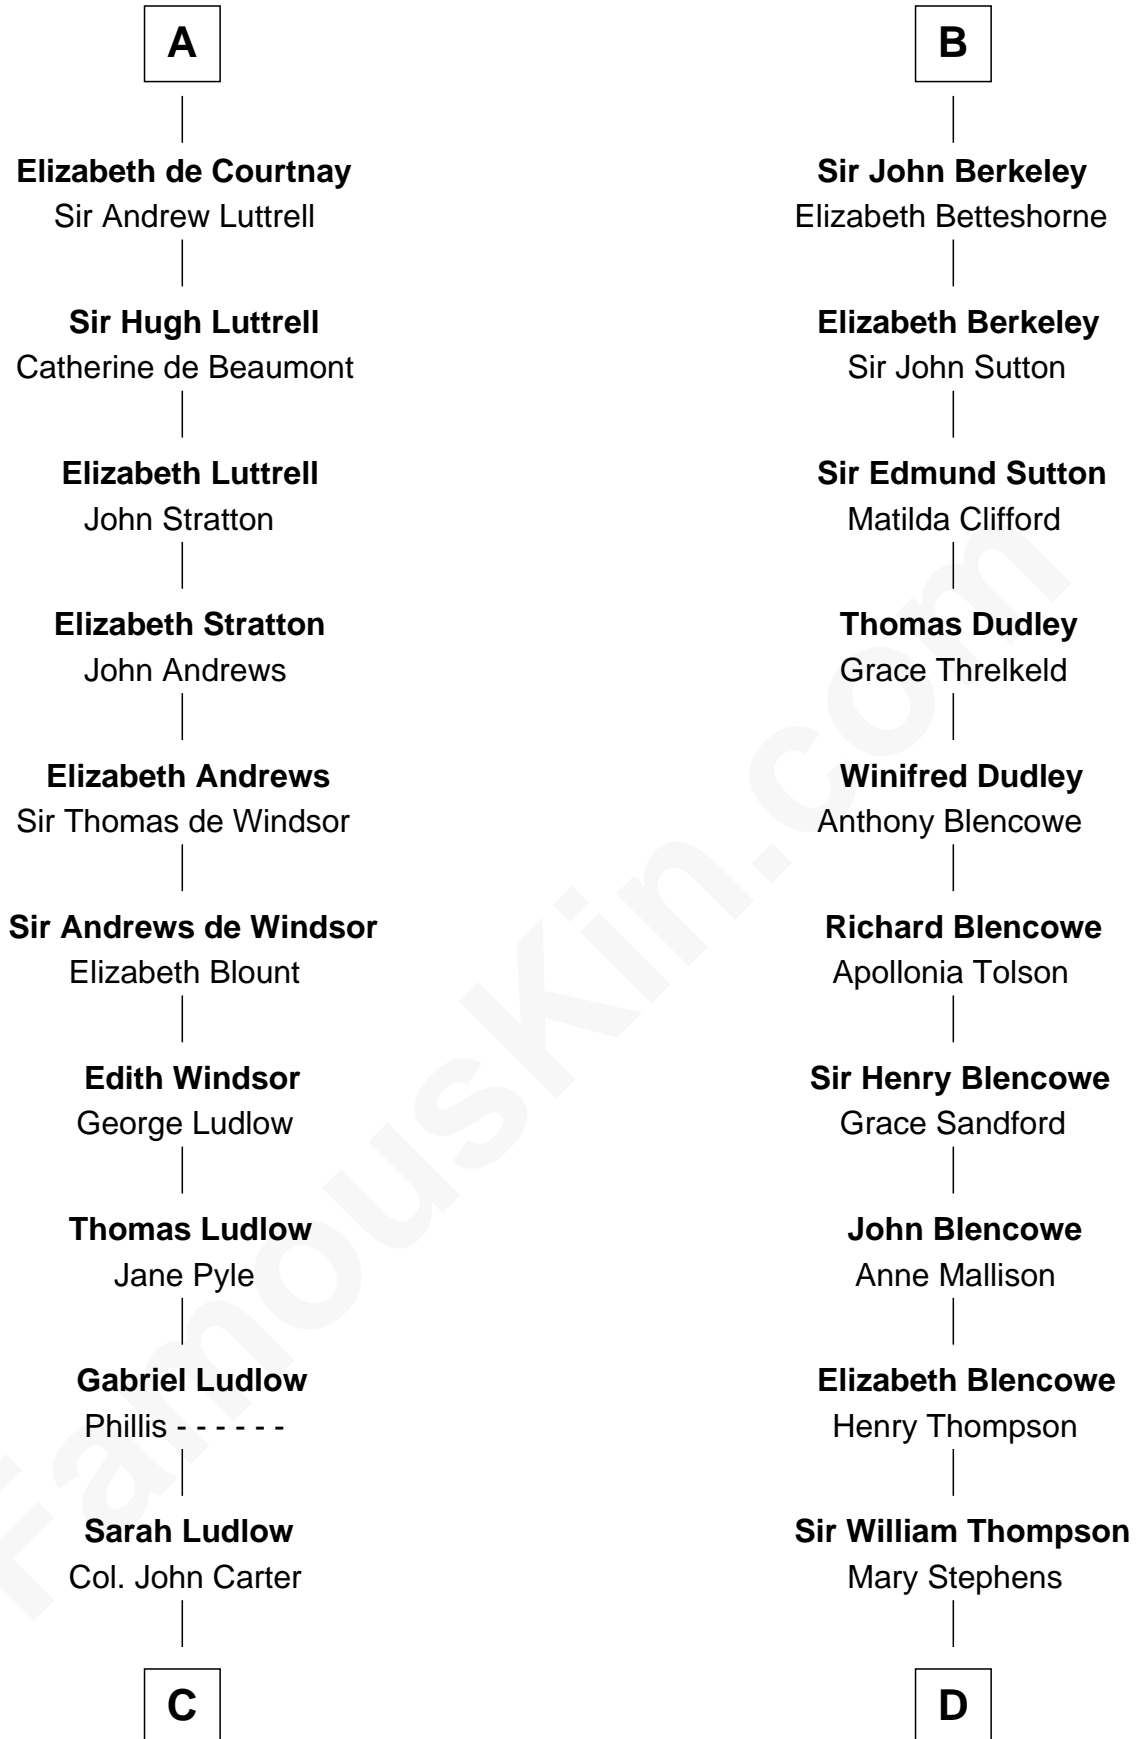 A
Elizabeth de Courtnay
Sir Andrew Luttrell
Sir Hugh Luttrell
Catherine de Beaumont
Elizabeth Luttrell
John Stratton
Elizabeth Stratton
John Andrews
Elizabeth Andrews
Sir Thomas de Windsor
Sir Andrews de Windsor
Elizabeth Blount
Edith Windsor
George Ludlow
Thomas Ludlow
Jane Pyle
Gabriel Ludlow
Phillis - - - - - -
Sarah Ludlow
Col. John Carter
C
B
Sir John Berkeley
Elizabeth Betteshorne
Elizabeth Berkeley
Sir John Sutton
Sir Edmund Sutton
Matilda Clifford
Thomas Dudley
Grace Threlkeld
Winifred Dudley
Anthony Blencowe
Richard Blencowe
Apollonia Tolson
Sir Henry Blencowe
Grace Sandford
John Blencowe
Anne Mallison
Elizabeth Blencowe
Henry Thompson
Sir William Thompson
Mary Stephens
D
FamousKin.com